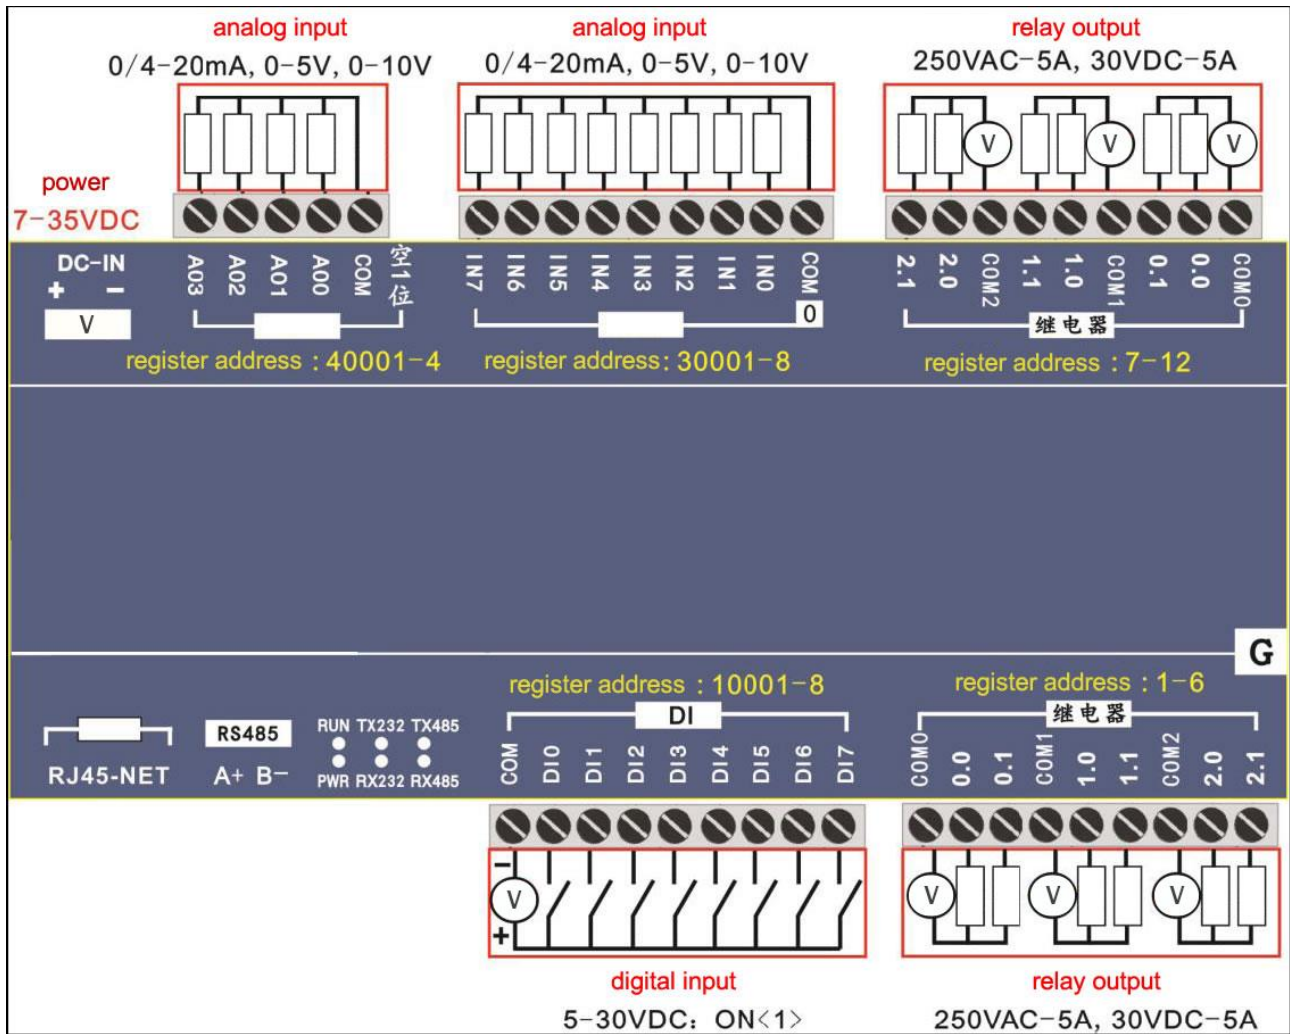 analog input
0/4-20mA, 0-5V, 0-10V
analog input
0/4-20mA, 0-5V, 0-10V
relay output
250VAC-5A, 30VDC-5A
V V V
power
7-35VDC
DC-IN
+ -
V
A03 A02 A01 A00 COM 空1位
register address : 40001-4
IN7 IN6 IN5 IN4 IN3 IN2 IN1 IN0 COM
0
register address: 30001-8
2.1 2.0 COM2 1.1 1.0 COM1 0.1 0.0 COM0
继电器
register address : 7-12
G
RJ45-NET
RS485
A+ B-
RUN TX232 TX485
PWR RX232 RX485
register address : 10001-8
DI
COM DI0 DI1 DI2 DI3 DI4 DI5 DI6 DI7
register address : 1-6
继电器
COM0 0.0 0.1 COM1 1.0 1.1 COM2 2.0 2.1
-
V
+
digital input
5-30VDC: ON<1>
V V V
relay output
250VAC-5A, 30VDC-5A